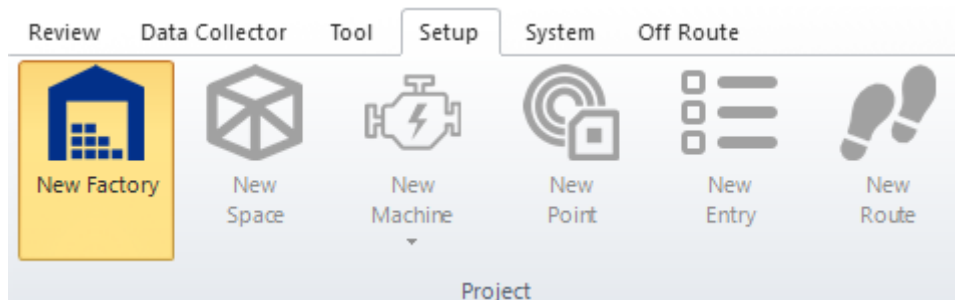 Review Data Collector Tool Setup System Off Route
New Factory New New New New New
Space Machine Point Entry Route
Project